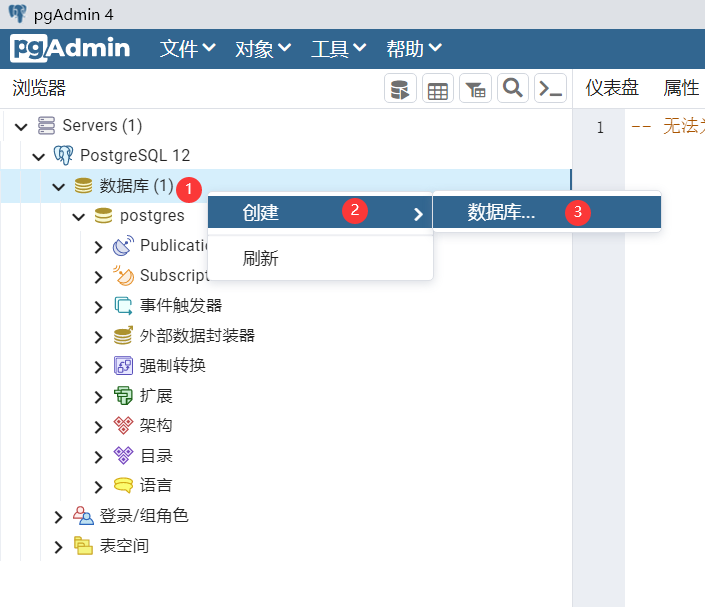 pgAdmin 4
pgAdmin 文件 对象 工具 帮助
浏览器 仪表盘 属性
Servers (1)
1 -- 无法
PostgreSQL 12
数据库 (1) 1
创建 2 数据库... 3
postgres
Publicati
刷新
Subscript
事件触发器
外部数据封装器
强制转换
扩展
架构
目录
语言
登录/组角色
表空间